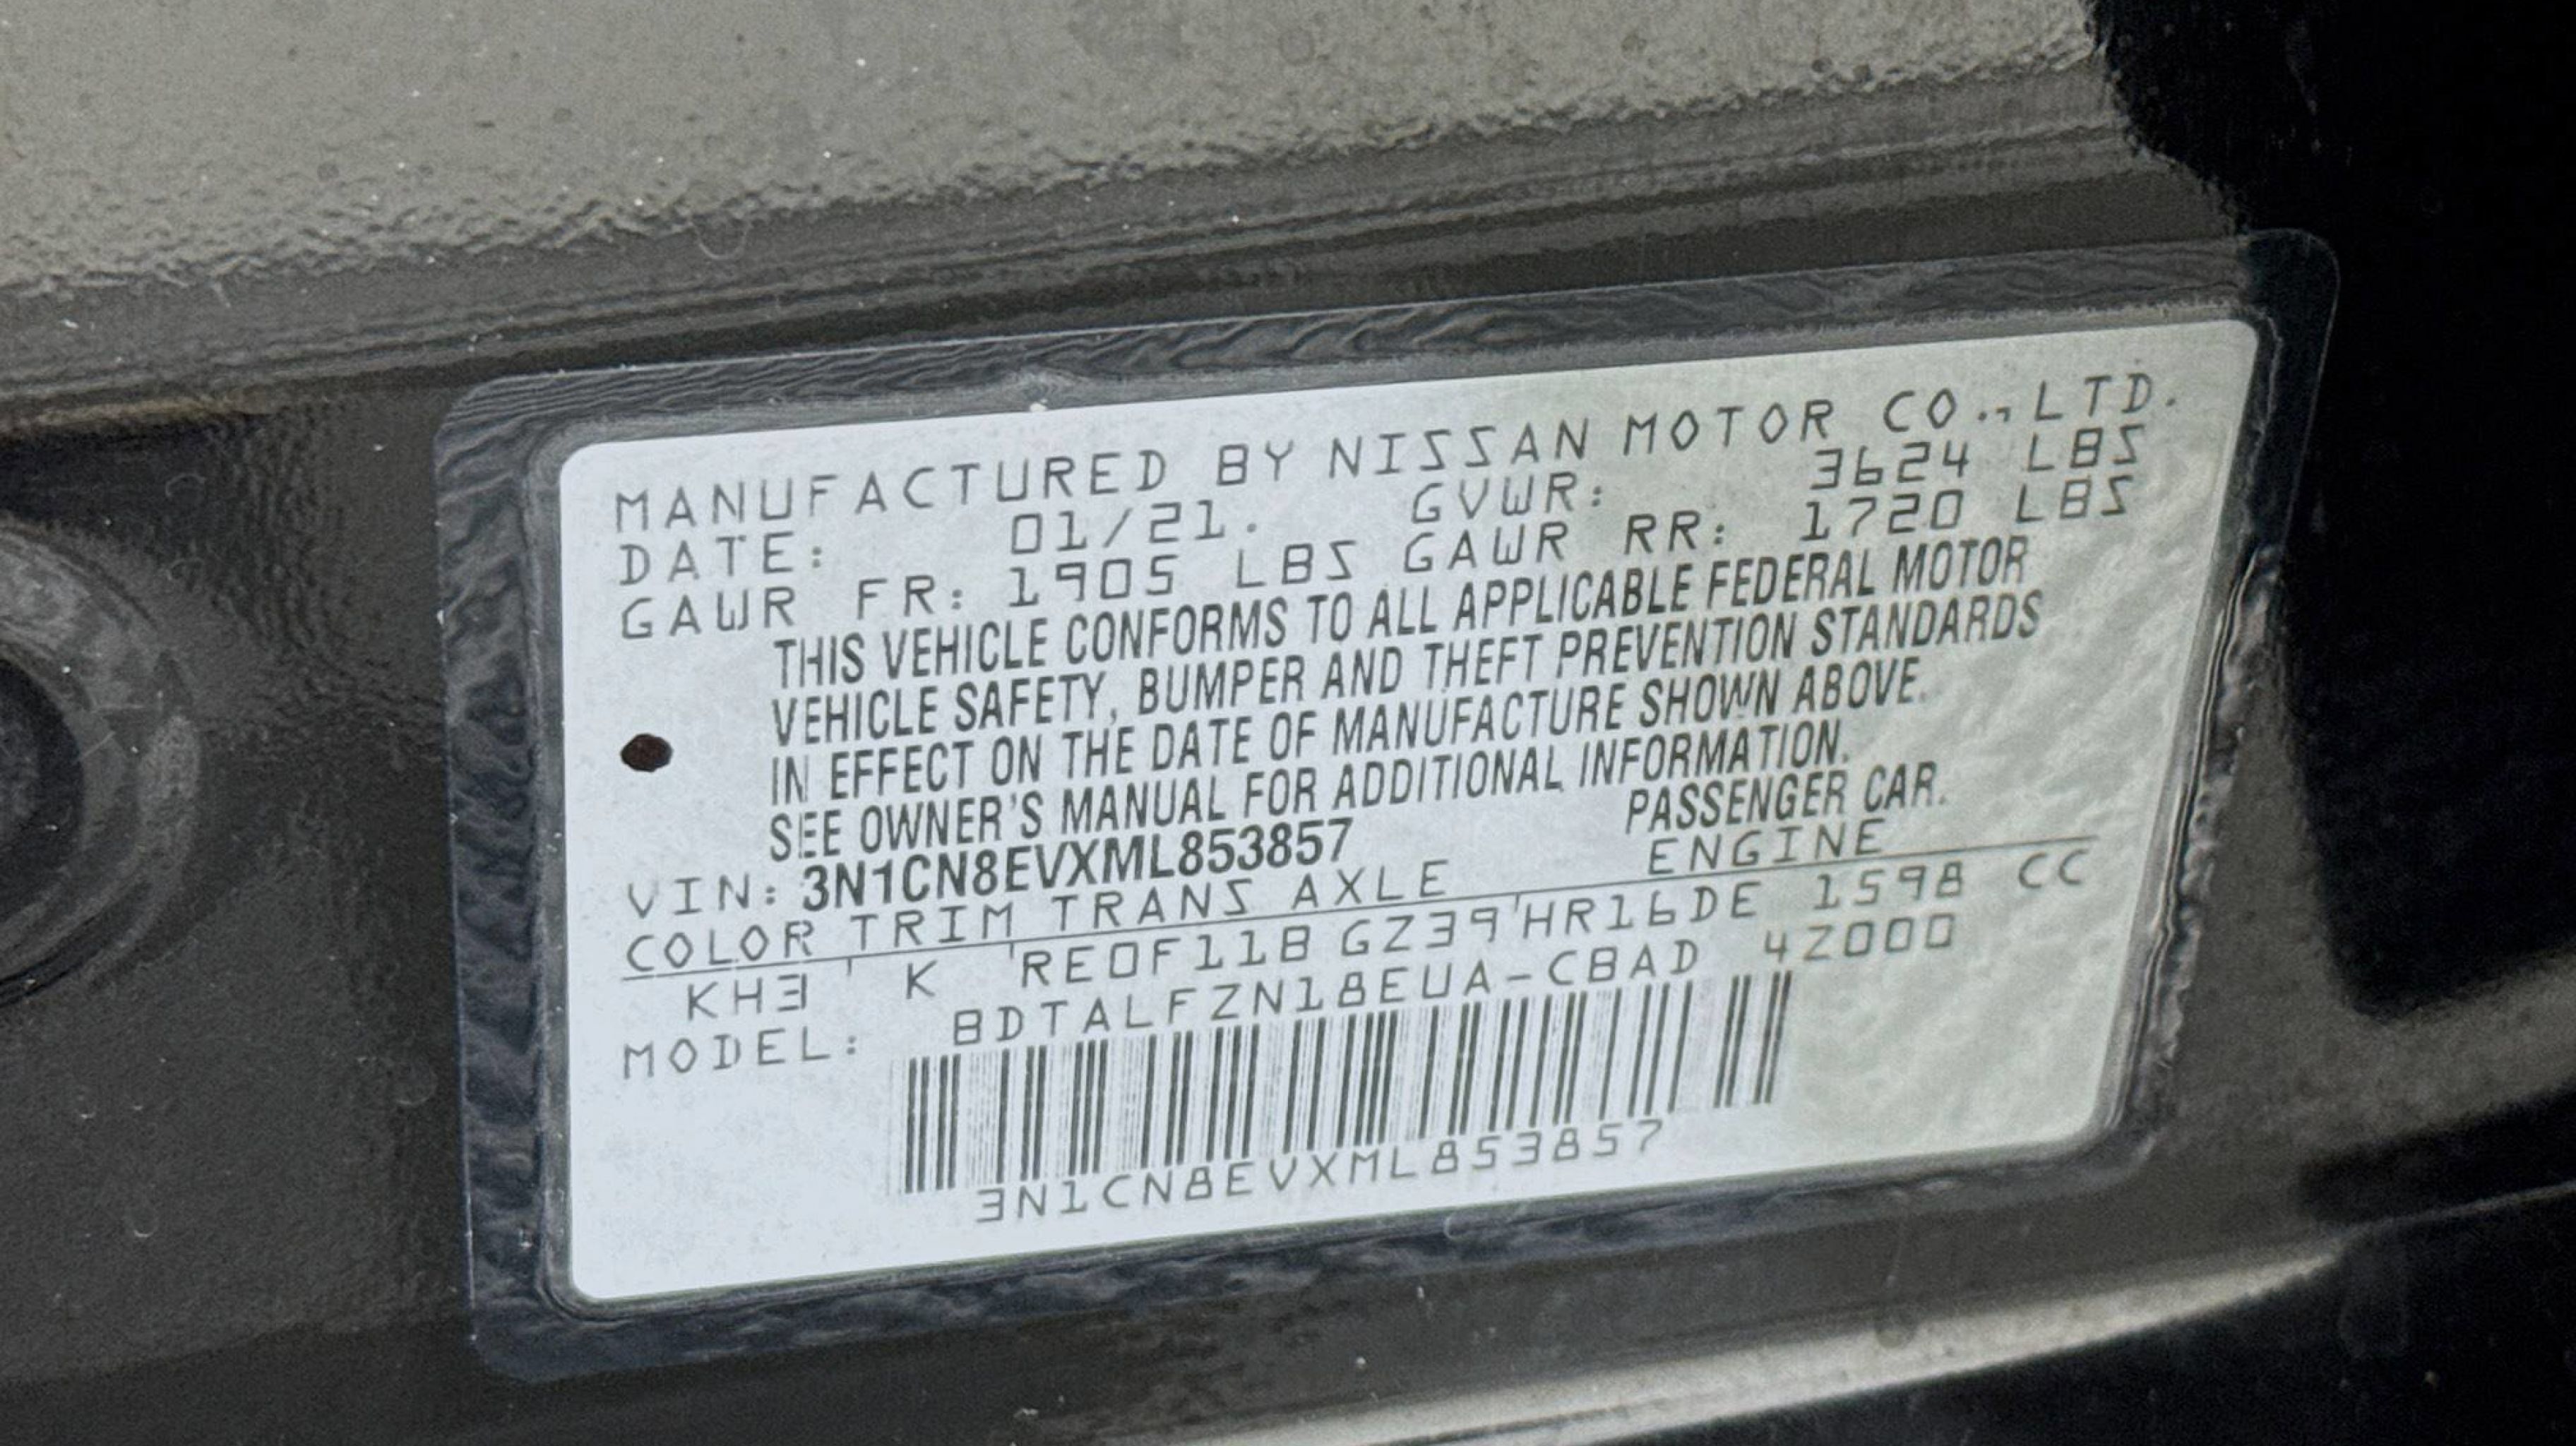 MANUFACTURED BY NISSAN MOTOR CO.,LTD.
DATE: 01/21. GVWR: 3624 LBS
GAWR FR: 1905 LBS GAWR RR: 1720 LBS
THIS VEHICLE CONFORMS TO ALL APPLICABLE FEDERAL MOTOR
VEHICLE SAFETY, BUMPER AND THEFT PREVENTION STANDARDS
IN EFFECT ON THE DATE OF MANUFACTURE SHOWN ABOVE.
SEE OWNER'S MANUAL FOR ADDITIONAL INFORMATION.
VIN: 3N1CN8EVXML853857 PASSENGER CAR.
COLOR TRIM TRANS AXLE ENGINE
KH3 K RE0F11B GZ39 HR16DE 1598 CC
MODEL: BDTALFZN18EUA-CBAD 4Z000
3N1CN8EVXML853857